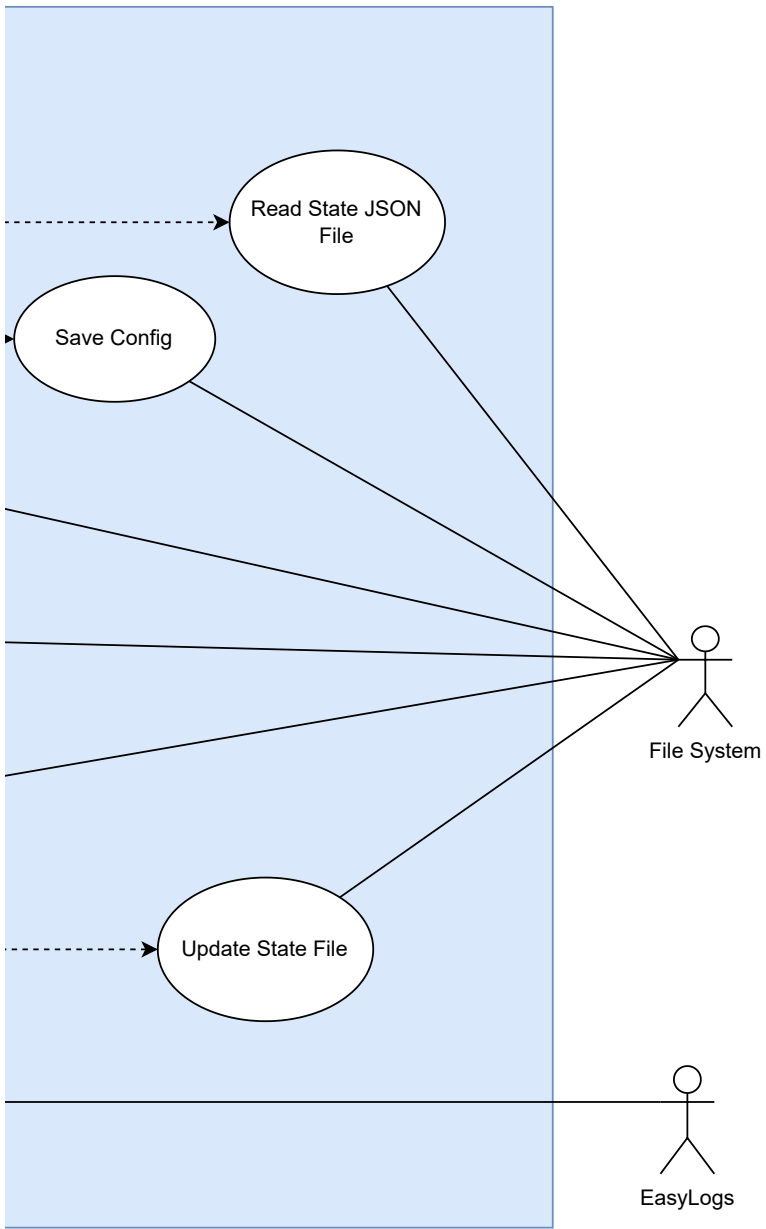 Read State JSON
File
Save Config
File System
Update State File
EasyLogs